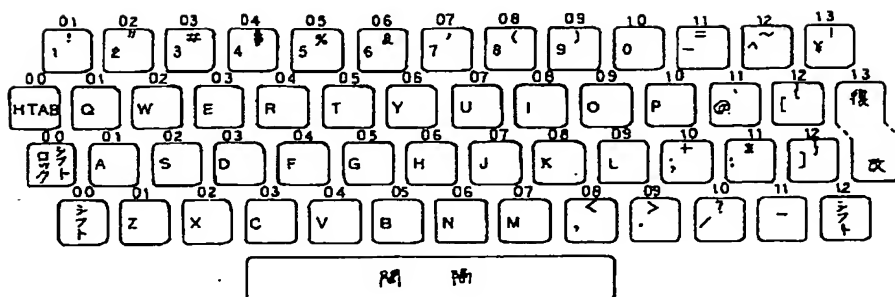 01 02 03 04 05 06 07 08 09 10 11 12 13
1 ! 2 " 3 # 4 $ 5 % 6 & 7 ' 8 ( 9 ) 0 - = ^ ~ ¥ |
00 01 02 03 04 05 06 07 08 09 10 11 12 13
HTAB Q W E R T Y U I O P @ ` [ { 復
00 01 02 03 04 05 06 07 08 09 10 11 12
シフト ロック A S D F G H J K L ; + : * ] } 改
00 01 02 03 04 05 06 07 08 09 10 11 12
シフト Z X C V B N M , < . > / ? - シフト